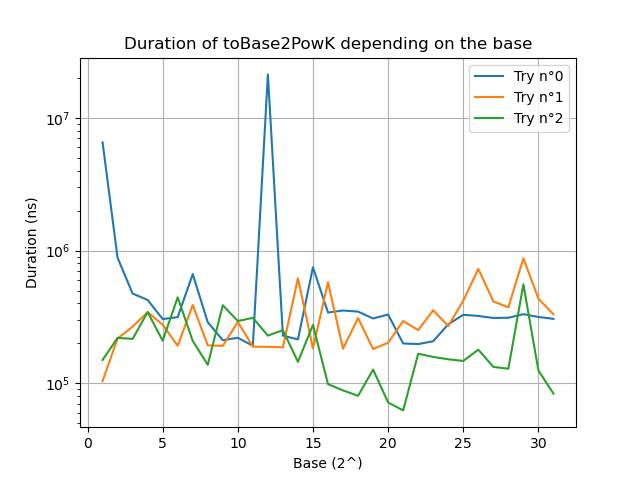 Duration of toBase2PowK depending on the base
Try n°0
Try n°1
Try n°2
10^7
10^6
10^5
Duration (ns)
0 5 10 15 20 25 30
Base (2^)